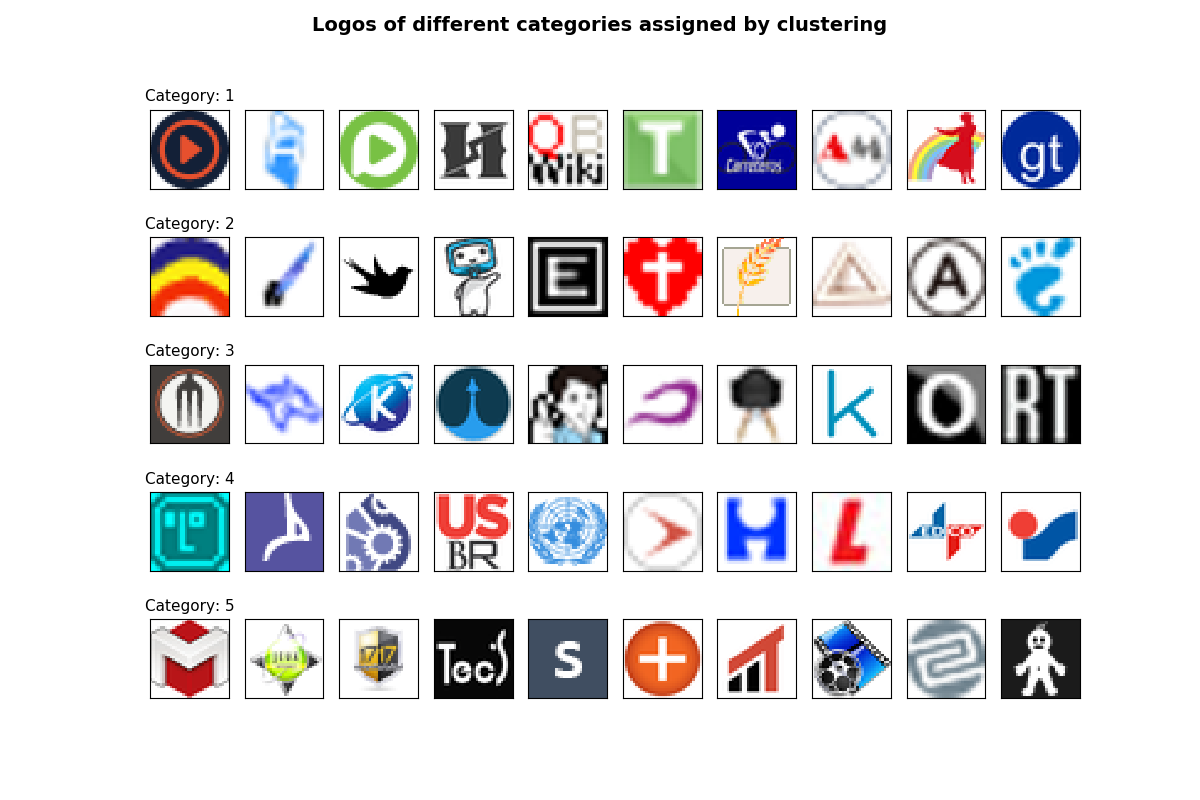 Logos of different categories assigned by clustering
Category: 1
QB
Wiki
T
Carreteros
gt
Category: 2
E
A
Category: 3
K
k
O
RT
Category: 4
US
BR
H
L
Category: 5
M
Tec
S